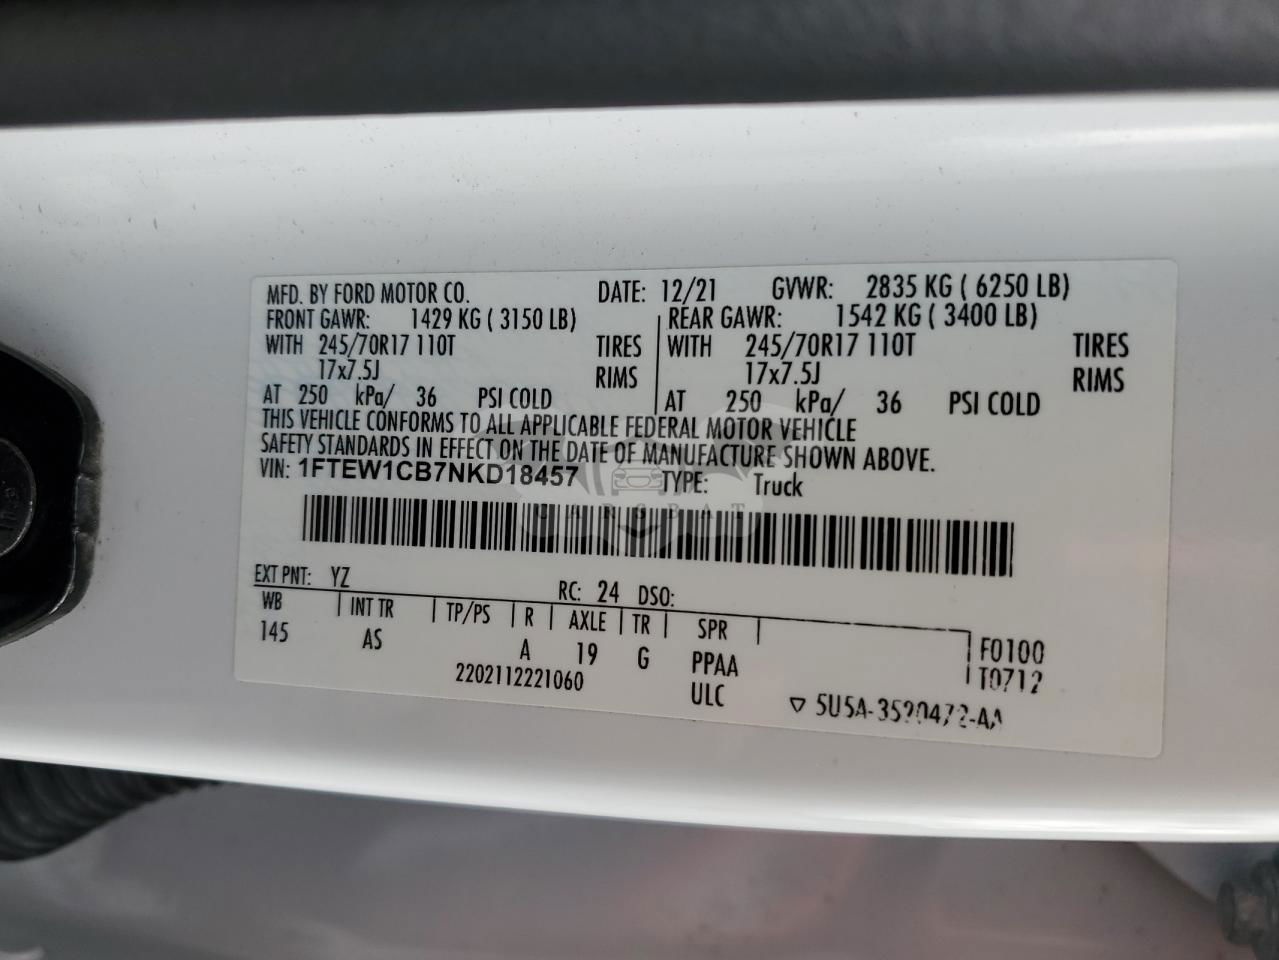 MFD. BY FORD MOTOR CO. DATE: 12/21 GVWR: 2835 KG ( 6250 LB)
FRONT GAWR: 1429 KG ( 3150 LB) REAR GAWR: 1542 KG ( 3400 LB)
WITH 245/70R17 110T TIRES WITH 245/70R17 110T TIRES
17x7.5J RIMS 17x7.5J RIMS
AT 250 kPa/ 36 PSI COLD AT 250 kPa/ 36 PSI COLD
THIS VEHICLE CONFORMS TO ALL APPLICABLE FEDERAL MOTOR VEHICLE
SAFETY STANDARDS IN EFFECT ON THE DATE OF MANUFACTURE SHOWN ABOVE.
VIN: 1FTEW1CB7NKD18457 TYPE: Truck
CARSBAT
EXT PNT: YZ RC: 24 DSO:
WB INT TR TP/PS R AXLE TR SPR F0100
145 AS A 19 G PPAA T0712
2202112221060 ULC 5U5A-3520472-AA